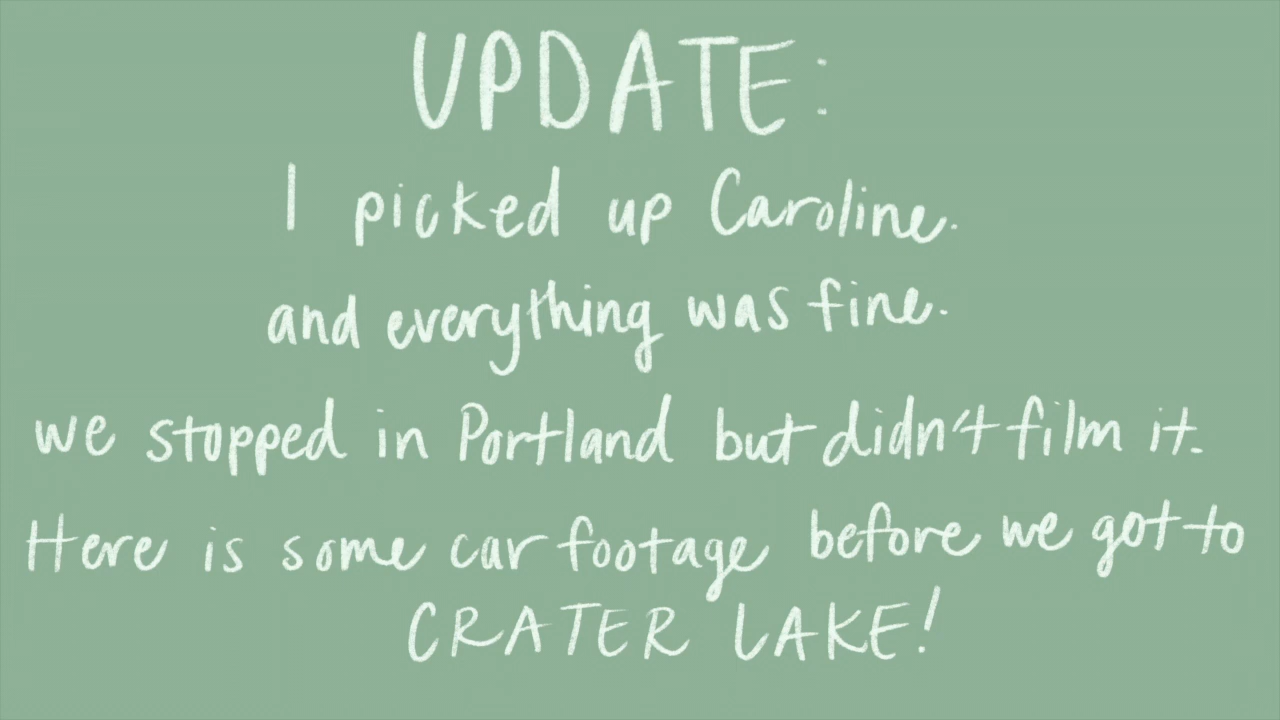 UPDATE:
I picked up Caroline.
and everything was fine.
we stopped in Portland but didn't film it.
Here is some car footage before we got to
CRATER LAKE!